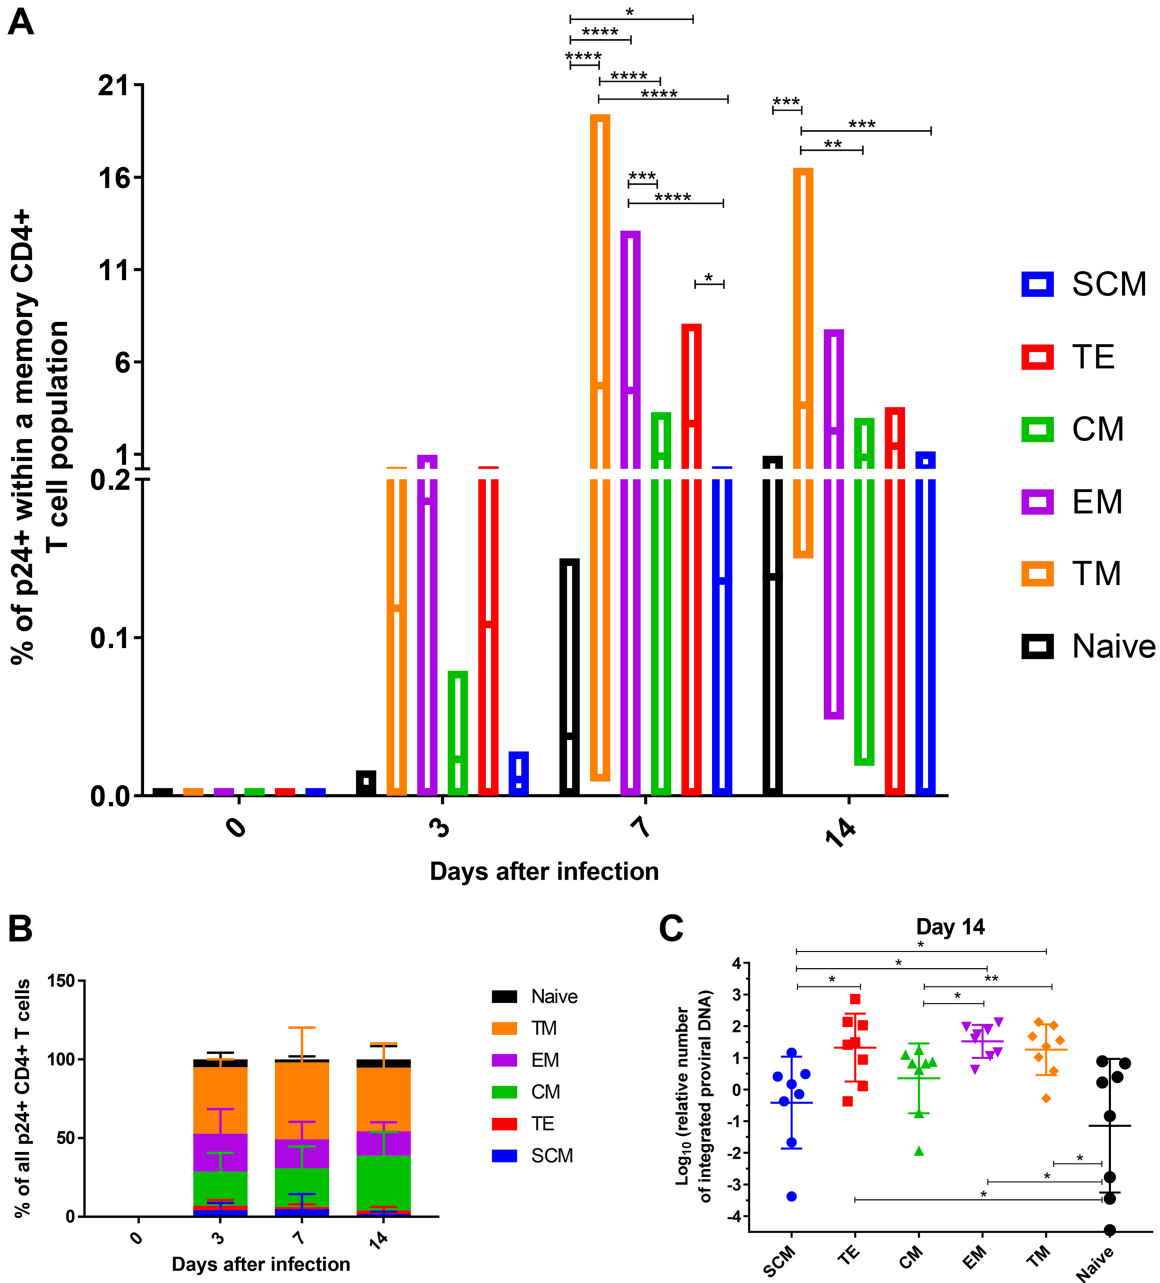 A
*
****
****
****
****
***
****
*
***
***
**
21
16
11
6
1
0.2
0.1
0.0
% of p24+ within a memory CD4+
T cell population
0
3
7
14
Days after infection
SCM
TE
CM
EM
TM
Naive
B
150
100
50
0
% of all p24+ CD4+ T cells
0
3
7
14
Days after infection
Naive
TM
EM
CM
TE
SCM
C
Day 14
*
*
*
**
*
*
*
*
4
3
2
1
0
-1
-2
-3
-4
Log10 (relative number
of integrated proviral DNA)
SCM
TE
CM
EM
TM
Naive